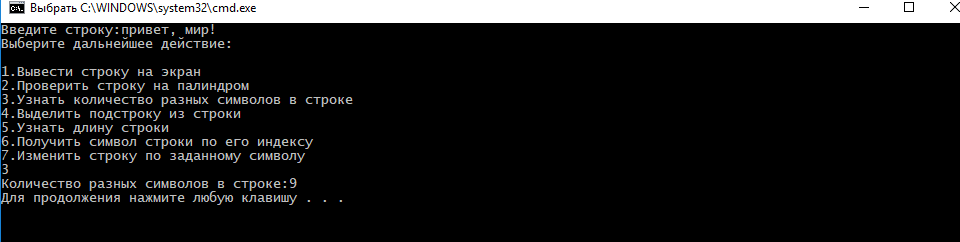 Выбрать C:\WINDOWS\system32\cmd.exe
Введите строку:привет, мир!
Выберите дальнейшее действие:
1.Вывести строку на экран
2.Проверить строку на палиндром
3.Узнать количество разных символов в строке
4.Выделить подстроку из строки
5.Узнать длину строки
6.Получить символ строки по его индексу
7.Изменить строку по заданному символу
3
Количество разных символов в строке:9
Для продолжения нажмите любую клавишу . . .